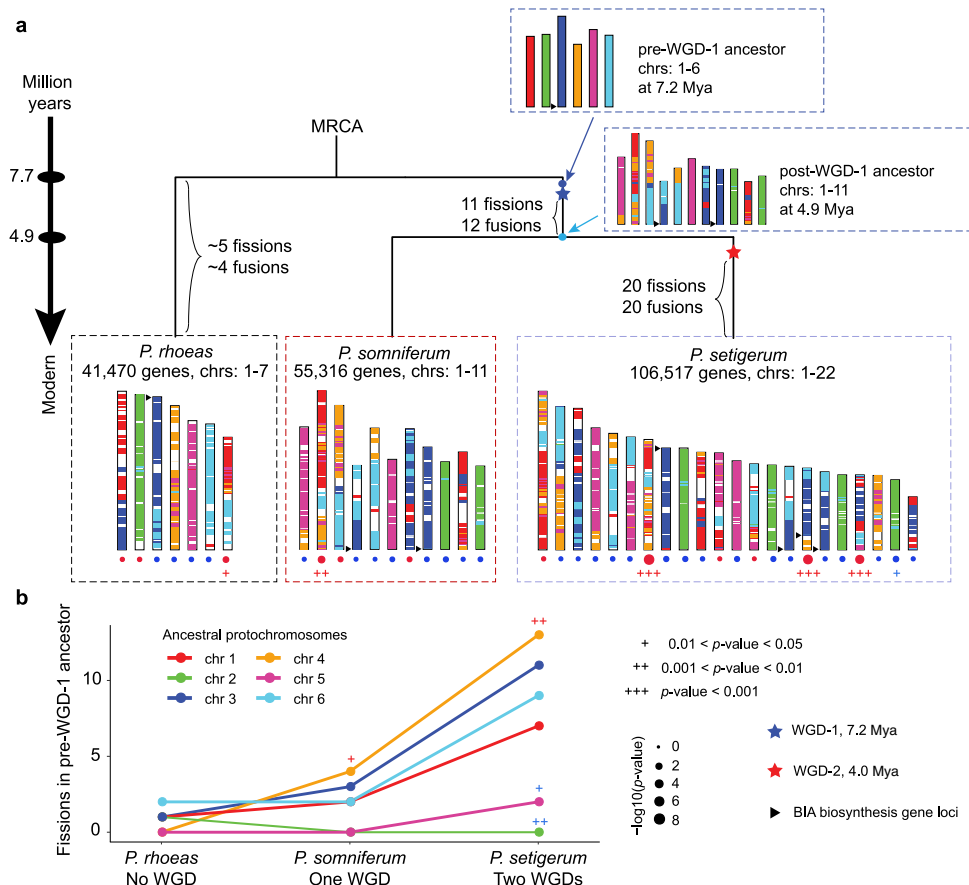 a
Million
years
7.7
4.9
Modern
MRCA
pre-WGD-1 ancestor
chrs: 1-6
at 7.2 Mya
post-WGD-1 ancestor
chrs: 1-11
at 4.9 Mya
11 fissions
12 fusions
~5 fissions
~4 fusions
20 fissions
20 fusions
P. rhoeas
41,470 genes, chrs: 1-7
P. somniferum
55,316 genes, chrs: 1-11
P. setigerum
106,517 genes, chrs: 1-22
+
++
+++
+++
+++
+
b
Fissions in pre-WGD-1 ancestor
10
5
0
Ancestral protochromosomes
chr 1
chr 2
chr 3
chr 4
chr 5
chr 6
+
++
+
++
P. rhoeas
No WGD
P. somniferum
One WGD
P. setigerum
Two WGDs
+ 0.01 < p-value < 0.05
++ 0.001 < p-value < 0.01
+++ p-value < 0.001
-log10(p-value)
0
2
4
6
8
WGD-1, 7.2 Mya
WGD-2, 4.0 Mya
BIA biosynthesis gene loci